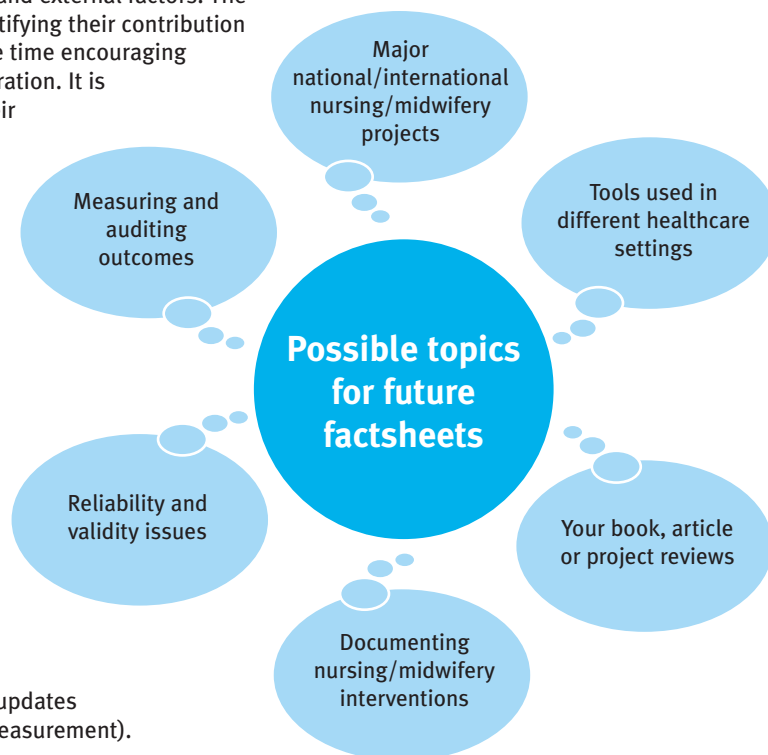 and external factors. The
tifying their contribution
e time encouraging
ration. It is
ir
Major
national/international
nursing/midwifery
projects
Measuring and
auditing
outcomes
Tools used in
different healthcare
settings
Possible topics
for future
factsheets
Reliability and
validity issues
Your book, article
or project reviews
Documenting
nursing/midwifery
interventions
updates
easurement).